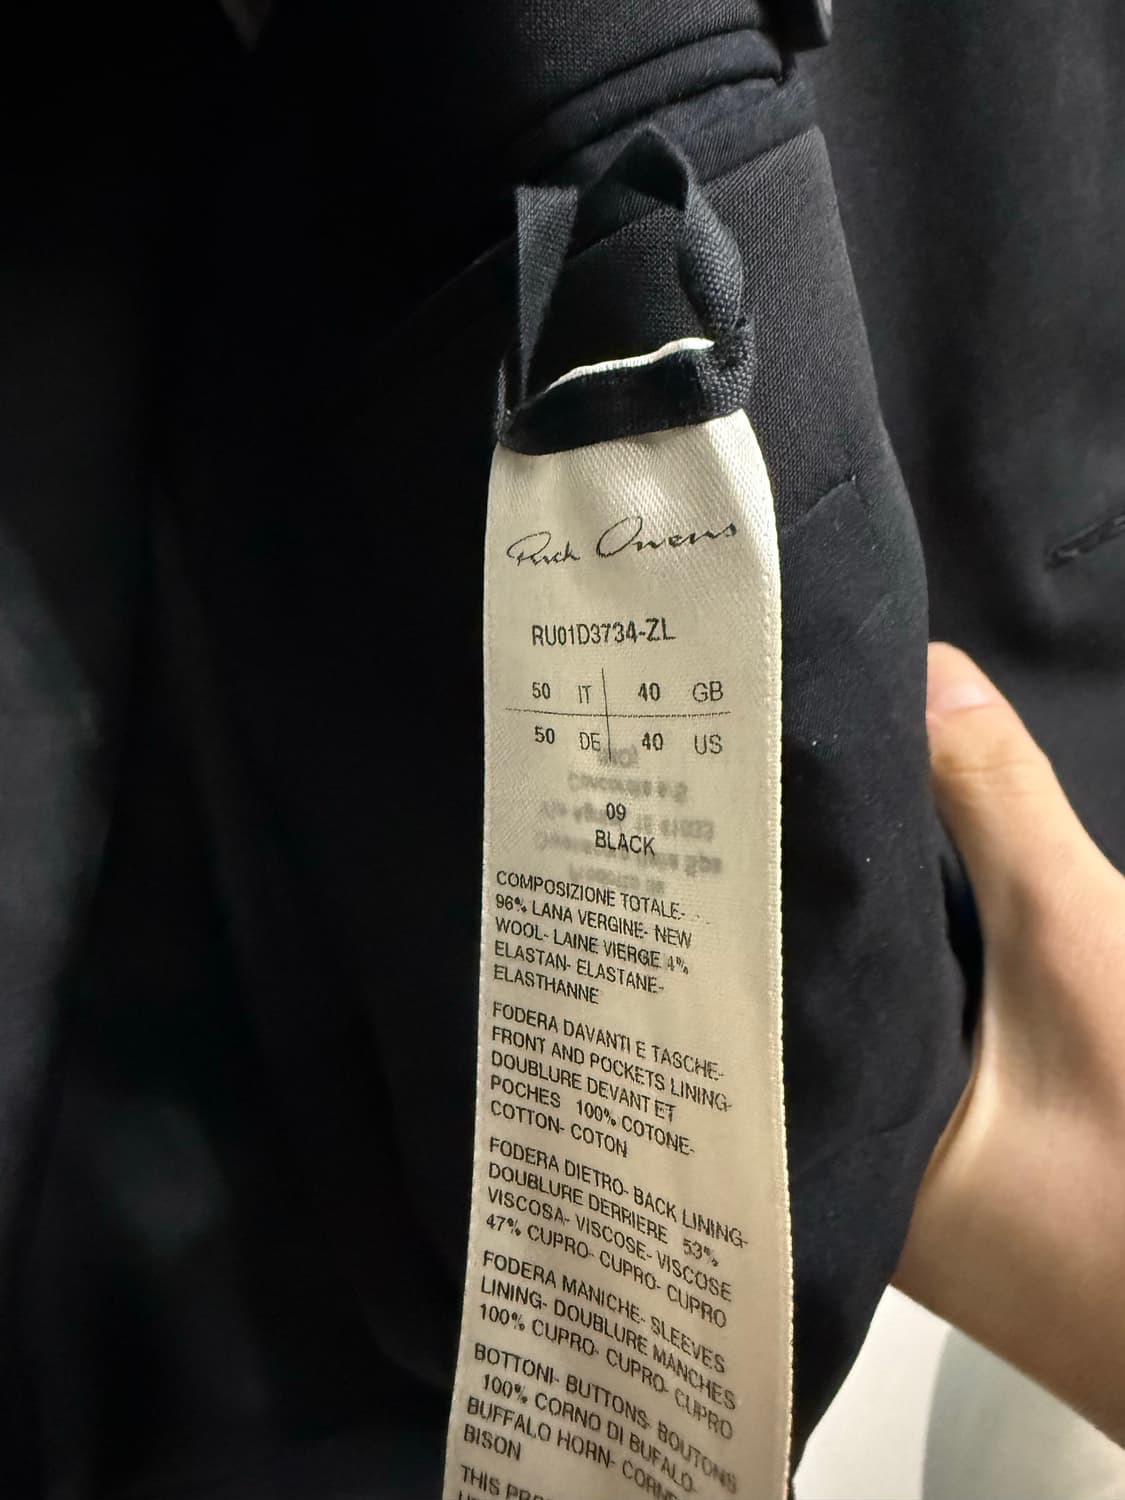 Rick Owens
RU01D3734-ZL
50 IT 40 GB
50 DE 40 US
09
BLACK
COMPOSIZIONE TOTALE-
96% LANA VERGINE- NEW
WOOL- LAINE VIERGE 4%
ELASTAN- ELASTANE-
ELASTHANNE
FODERA DAVANTI E TASCHE-
FRONT AND POCKETS LINING-
DOUBLURE DEVANT ET
POCHES 100% COTONE-
COTTON- COTON
FODERA DIETRO- BACK LINING-
DOUBLURE DERRIERE 53%
VISCOSA- VISCOSE- VISCOSE
47% CUPRO- CUPRO- CUPRO
FODERA MANICHE- SLEEVES
LINING- DOUBLURE MANCHES
100% CUPRO- CUPRO- CUPRO
BOTTONI- BUTTONS- BOUTONS
100% CORNO DI BUFALO-
BUFFALO HORN- CORNE
BISON
THIS